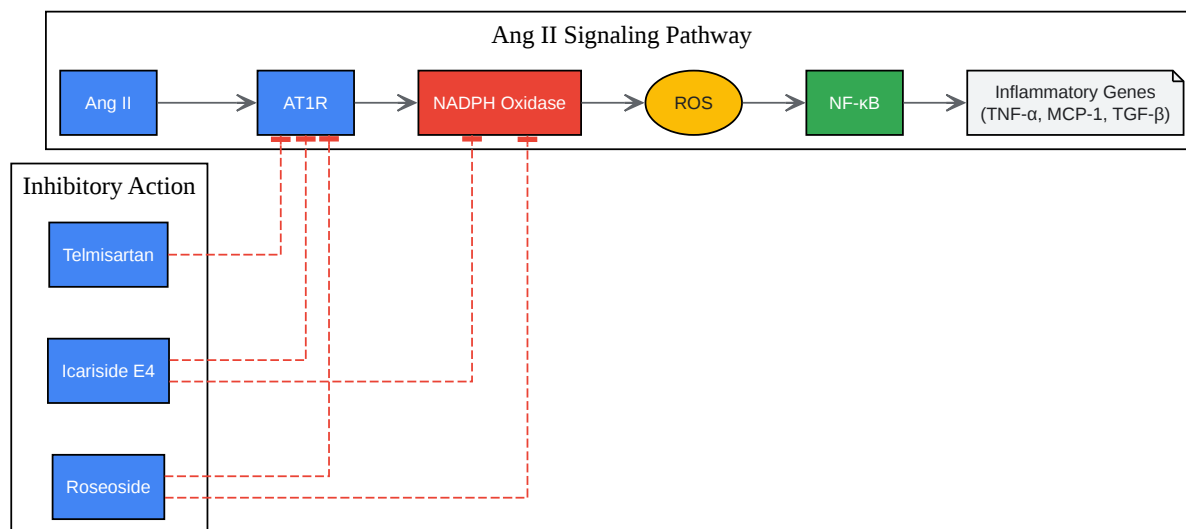 Ang II Signaling Pathway
Ang II
AT1R
NADPH Oxidase
ROS
NF-κB
Inflammatory Genes
(TNF-α, MCP-1, TGF-β)
Inhibitory Action
Telmisartan
Icariside E4
Roseoside